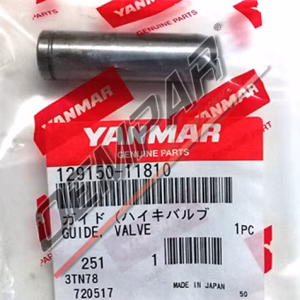 YANMAR
GENUINE PARTS
129150-11810
ガイド (ハイキバルブ
GUIDE, VALVE 1PC
251 1
3TN78 MADE IN JAPAN
720517 50